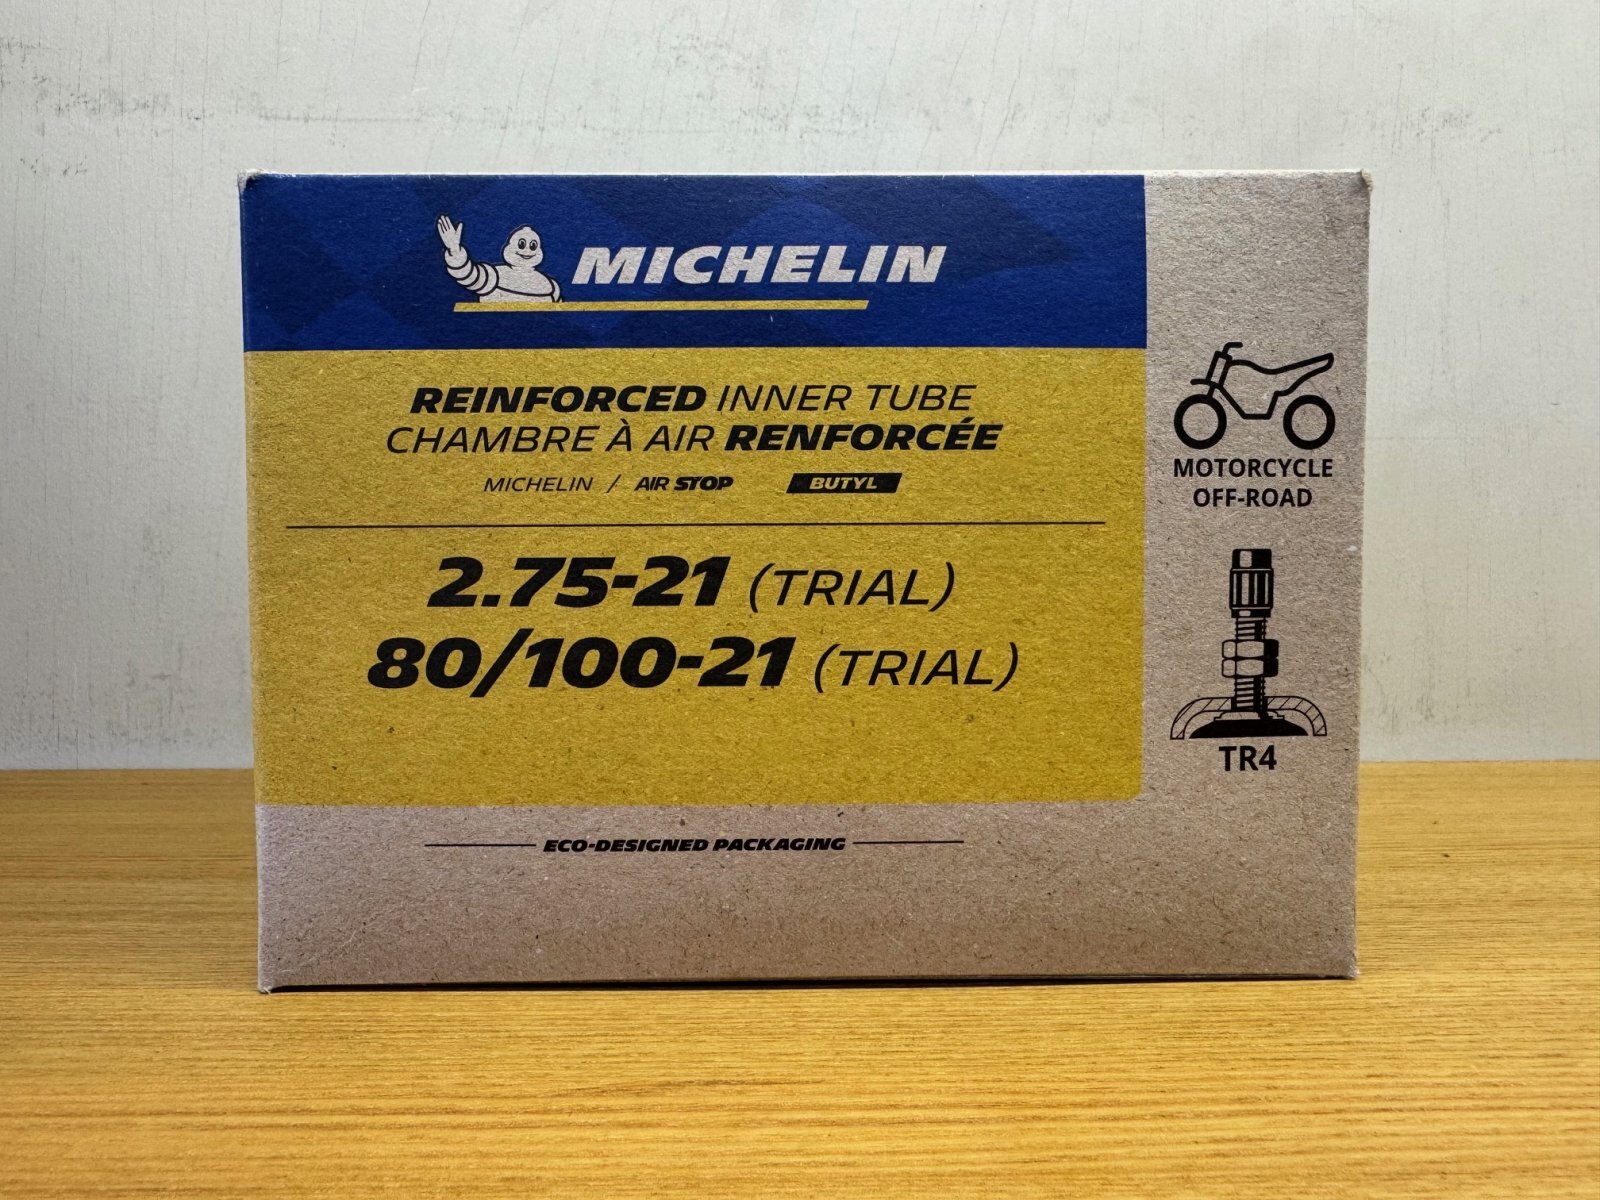 MICHELIN
REINFORCED INNER TUBE
CHAMBRE À AIR RENFORCÉE
MICHELIN / AIR STOP BUTYL
2.75-21 (TRIAL)
80/100-21 (TRIAL)
ECO-DESIGNED PACKAGING
MOTORCYCLE
OFF-ROAD
TR4